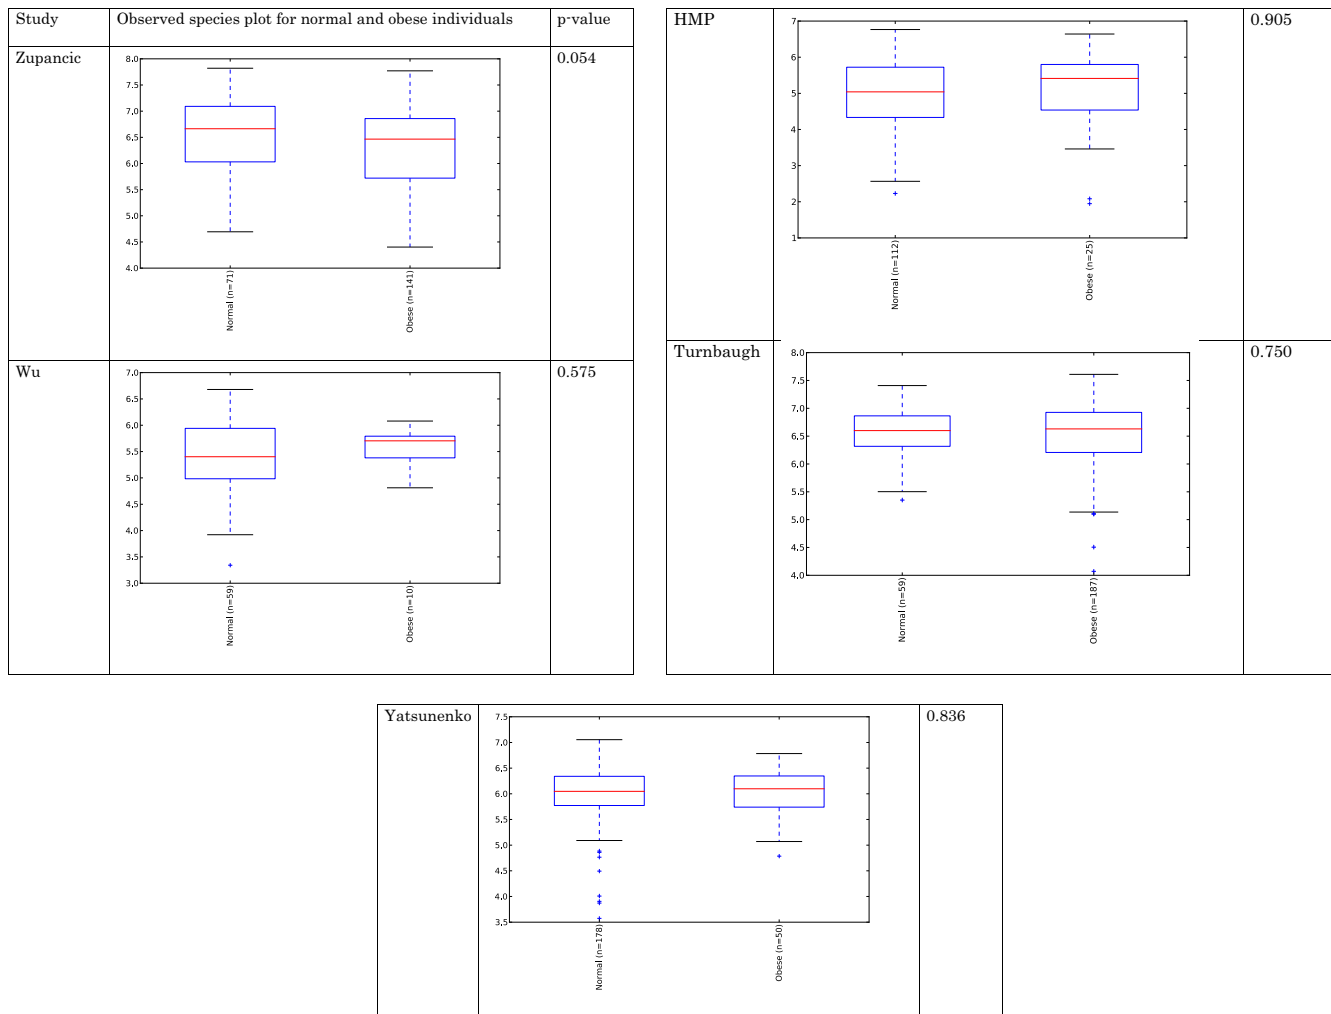 Study Observed species plot for normal and obese individuals p-value
Zupancic 0.054
8.0
7.5
7.0
6.5
6.0
5.5
5.0
4.5
4.0
Normal (n=71)
Obese (n=141)
Wu 0.575
7.0
6.5
6.0
5.5
5.0
4.5
4.0
3.5
3.0
Normal (n=59)
Obese (n=10)
HMP 0.905
7
6
5
4
3
2
1
Normal (n=112)
Obese (n=25)
Turnbaugh 0.750
8.0
7.5
7.0
6.5
6.0
5.5
5.0
4.5
4.0
Normal (n=59)
Obese (n=187)
Yatsunenko 0.836
7.5
7.0
6.5
6.0
5.5
5.0
4.5
4.0
3.5
Normal (n=178)
Obese (n=50)